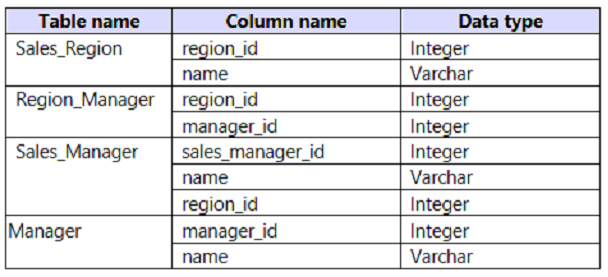 Table name Column name Data type
Sales_Region region_id Integer
name Varchar
Region_Manager region_id Integer
manager_id Integer
Sales_Manager sales_manager_id Integer
name Varchar
region_id Integer
Manager manager_id Integer
name Varchar